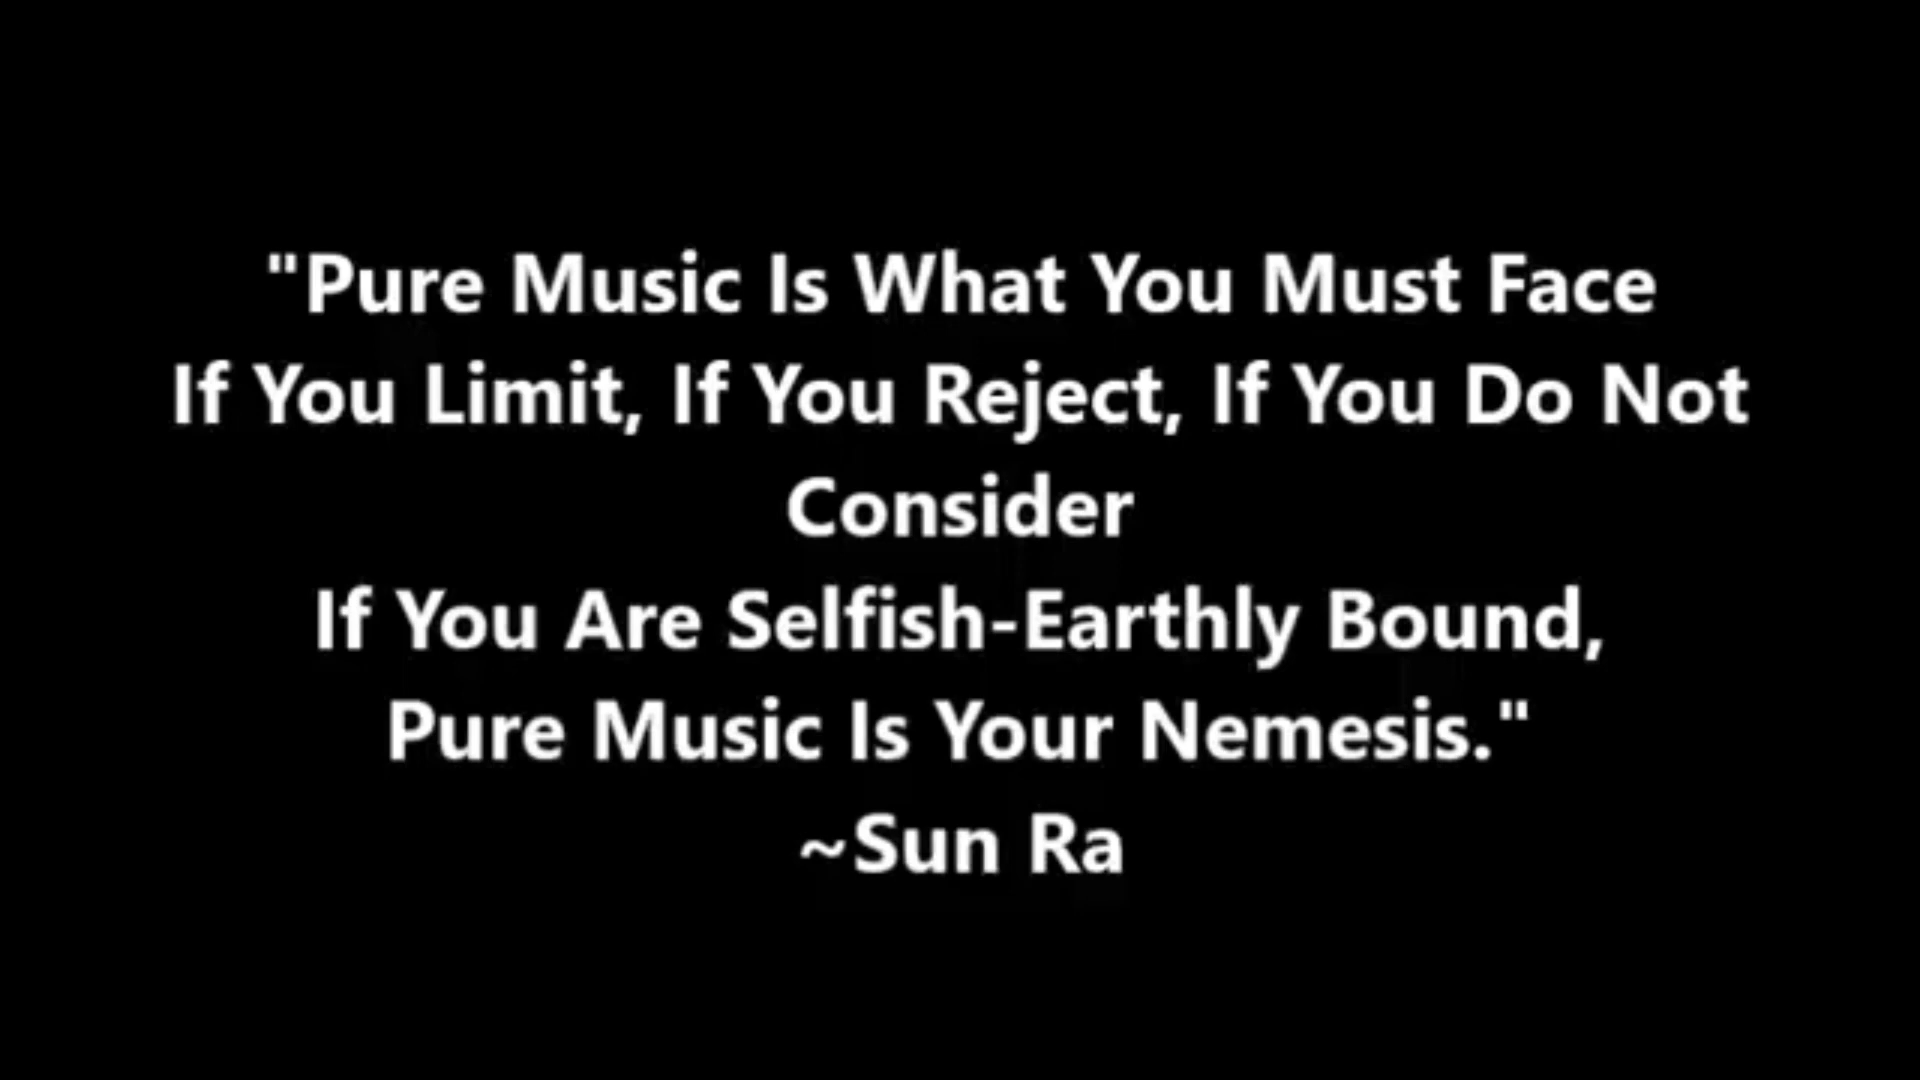 "Pure Music Is What You Must Face
If You Limit, If You Reject, If You Do Not
Consider
If You Are Selfish-Earthly Bound,
Pure Music Is Your Nemesis."
~Sun Ra